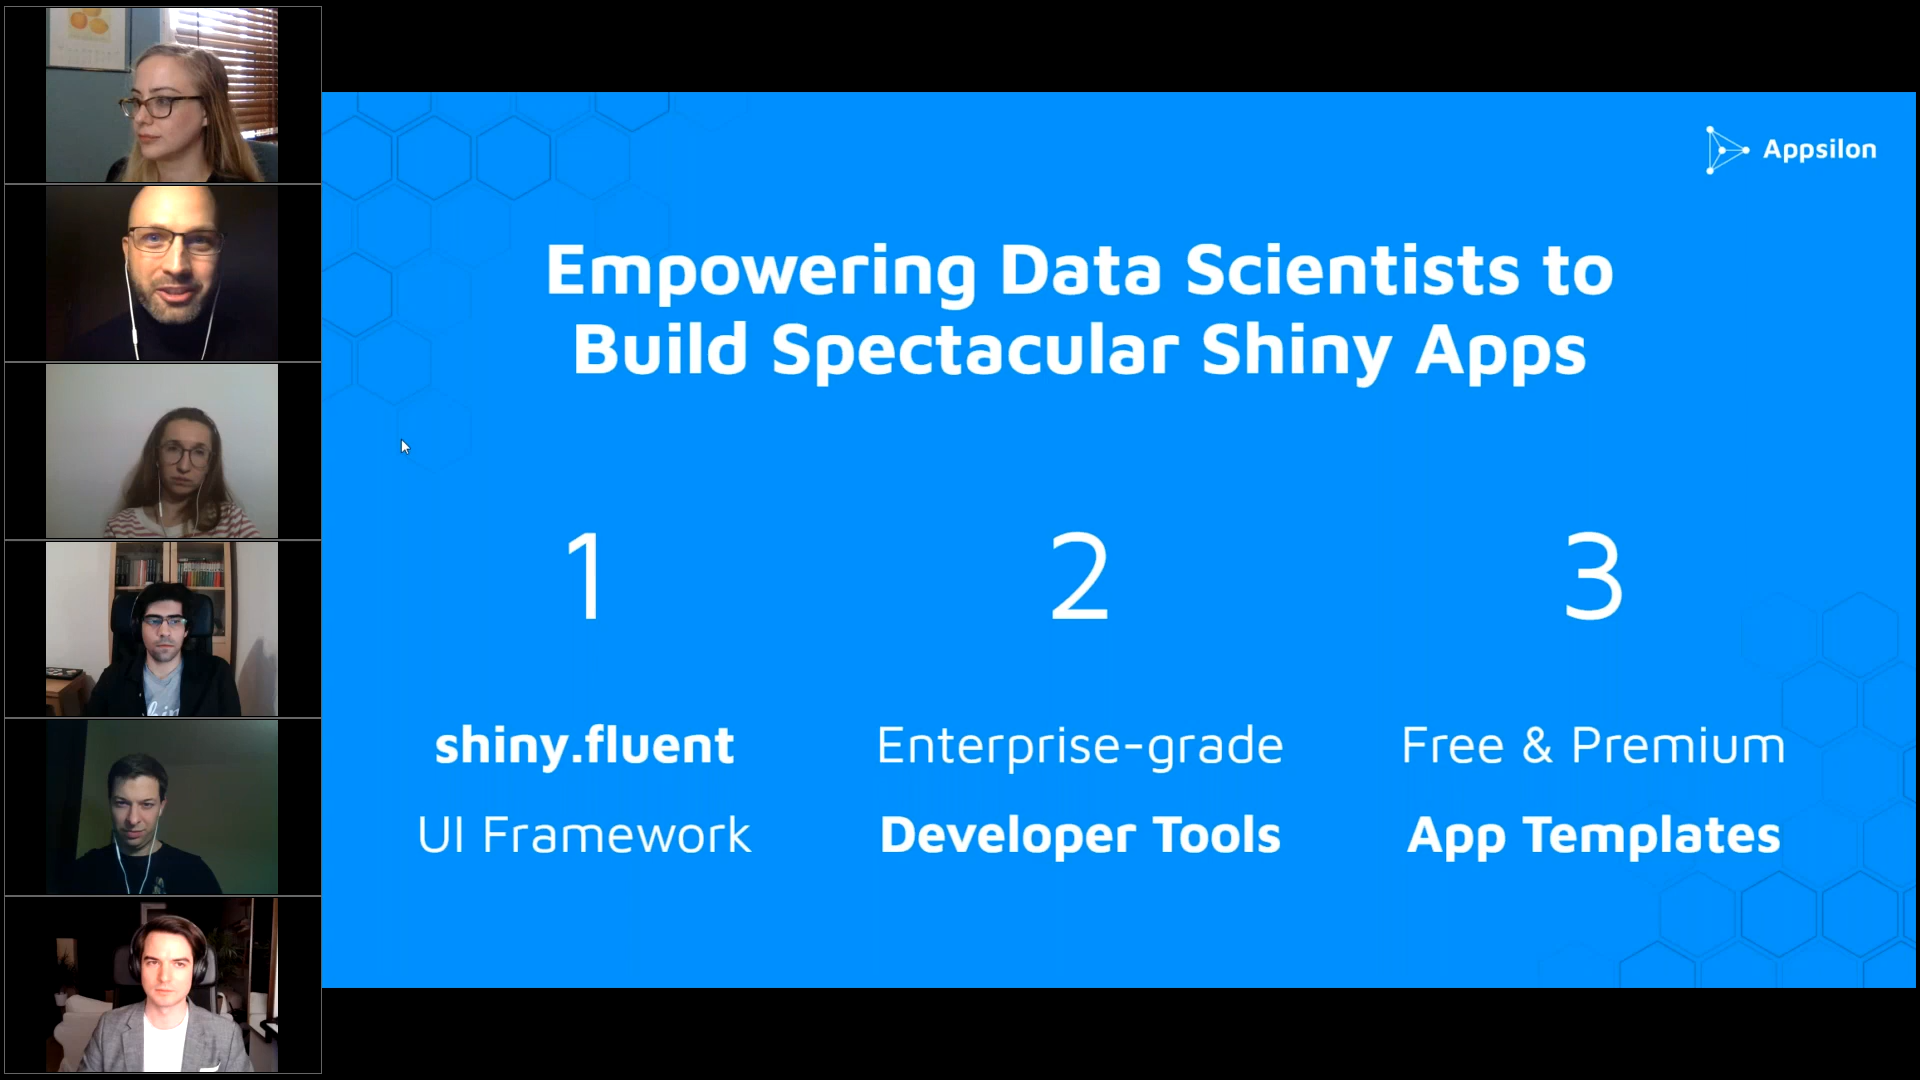 Appsilon
Empowering Data Scientists to
Build Spectacular Shiny Apps
1
2
3
shiny.fluent
UI Framework
Enterprise-grade
Developer Tools
Free & Premium
App Templates